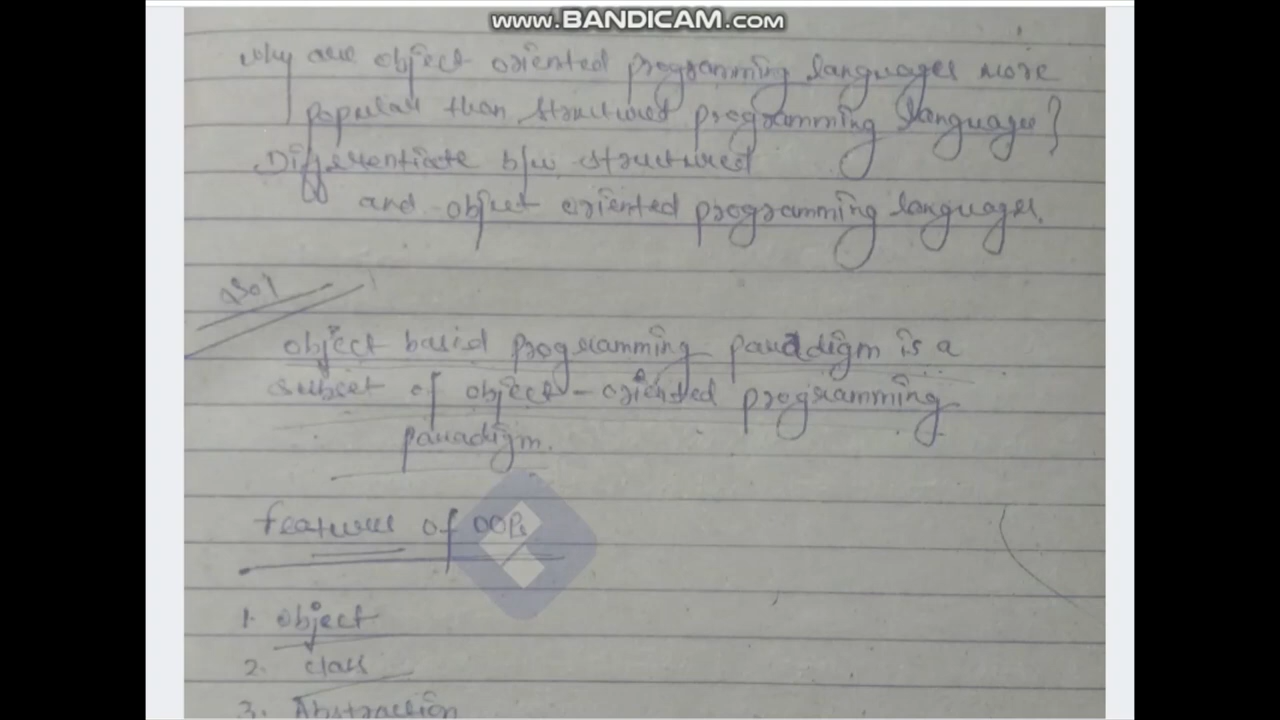 WWW.BANDICAM.COM
Why are object oriented programming languages more
popular than structured programming languages?
Differentiate b/w structured
and object oriented programming languages.
Sol
object based programming paradigm is a
subset of object-oriented programming
paradigm.
features of OOPs
1. object
2. class
3. Abstraction